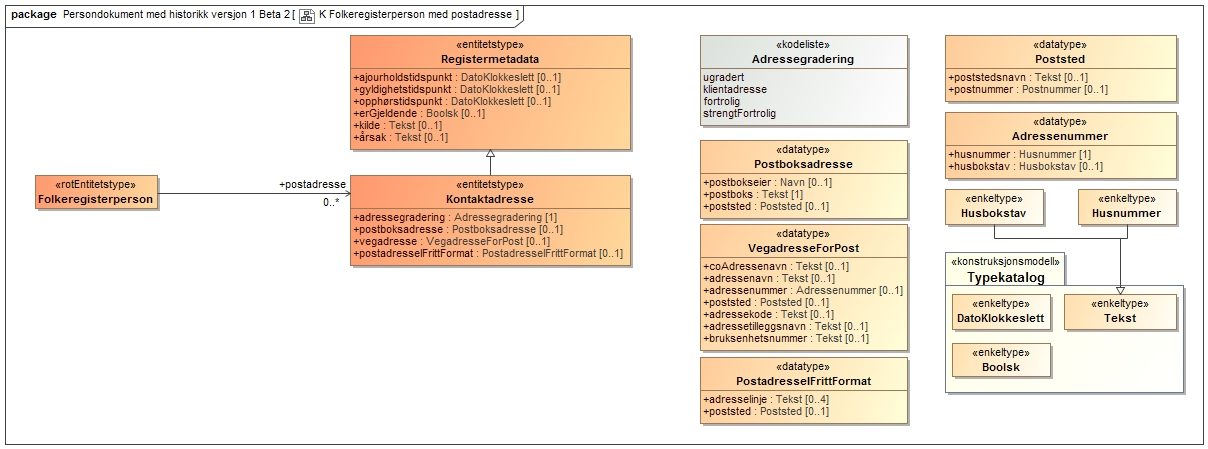 package Persondokument med historikk versjon 1 Beta 2 [ K Folkeregisterperson med postadresse ]
«rotEntitetstype»
Folkeregisterperson
+postadresse
0..*
«entitetstype»
Registermetadata
+ajourholdstidspunkt : DatoKlokkeslett [0..1]
+gyldighetstidspunkt : DatoKlokkeslett [0..1]
+opphørstidspunkt : DatoKlokkeslett [0..1]
+erGjeldende : Boolsk [0..1]
+kilde : Tekst [0..1]
+årsak : Tekst [0..1]
«entitetstype»
Kontaktadresse
+adressegradering : Adressegradering [1]
+postboksadresse : Postboksadresse [0..1]
+vegadresse : VegadresseForPost [0..1]
+postadresseIFrittFormat : PostadresseIFrittFormat [0..1]
«kodeliste»
Adressegradering
ugradert
klientadresse
fortrolig
strengtFortrolig
«datatype»
Postboksadresse
+postbokseier : Navn [0..1]
+postboks : Tekst [1]
+poststed : Poststed [0..1]
«datatype»
VegadresseForPost
+coAdressenavn : Tekst [0..1]
+adressenavn : Tekst [0..1]
+adressenummer : Adressenummer [0..1]
+poststed : Poststed [0..1]
+adressekode : Tekst [0..1]
+adressetilleggsnavn : Tekst [0..1]
+bruksenhetsnummer : Tekst [0..1]
«datatype»
PostadresseIFrittFormat
+adresselinje : Tekst [0..4]
+poststed : Poststed [0..1]
«datatype»
Poststed
+poststedsnavn : Tekst [0..1]
+postnummer : Postnummer [0..1]
«datatype»
Adressenummer
+husnummer : Husnummer [1]
+husbokstav : Husbokstav [0..1]
«enkeltype»
Husbokstav
«enkeltype»
Husnummer
«konstruksjonsmodell»
Typekatalog
«enkeltype»
DatoKlokkeslett
«enkeltype»
Tekst
«enkeltype»
Boolsk